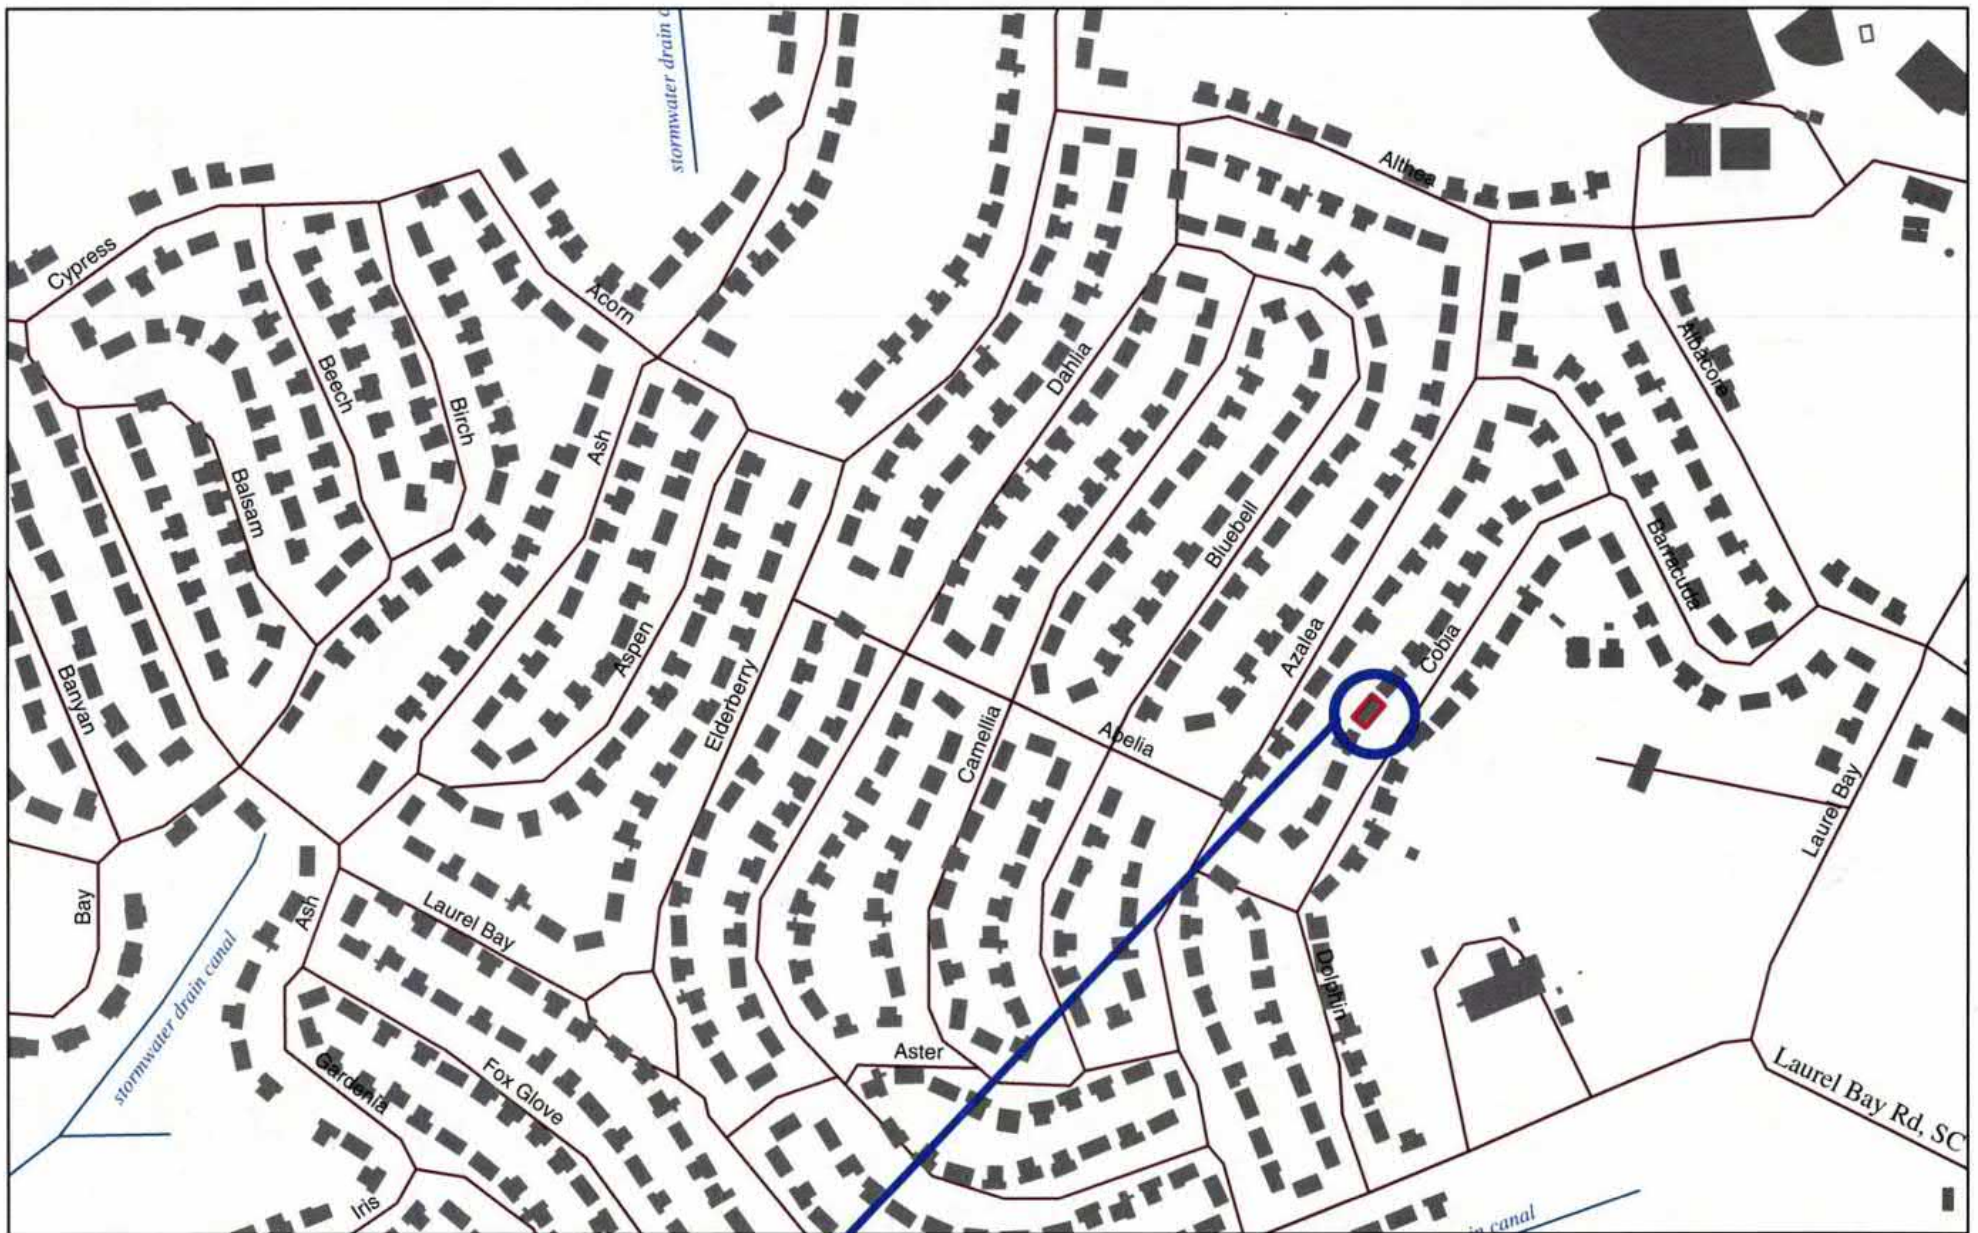 stormwater drain c
Althea
Cypress
Acorn
Albacore
Dahlia
Beech
Birch
Ash
Balsam
Bluebell
Barracuda
Azalea
Cobia
Aspen
Banyan
Elderberry
Camellia
Abelia
Laurel Bay
Bay
Ash
Laurel Bay
stormwater drain canal
Dolphin
Aster
Gardenia
Fox Glove
Laurel Bay Rd, SC
Iris
in canal